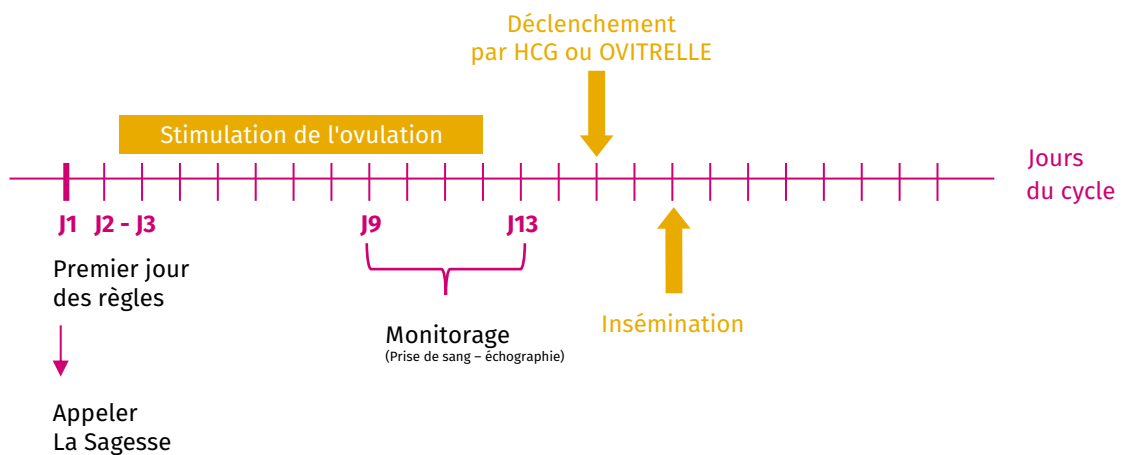 Déclenchement
par HCG ou OVITRELLE
Stimulation de l'ovulation
Jours
du cycle
J1 J2 - J3 J9 J13
Premier jour
des règles
Monitorage
(Prise de sang – échographie)
Insémination
Appeler
La Sagesse